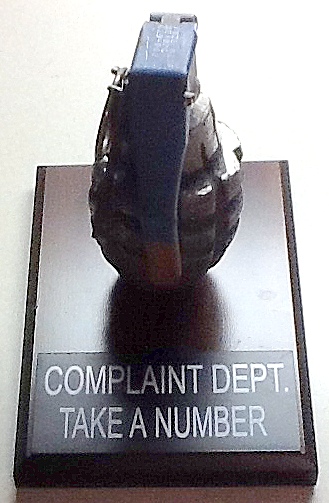 COMPLAINT DEPT.
TAKE A NUMBER